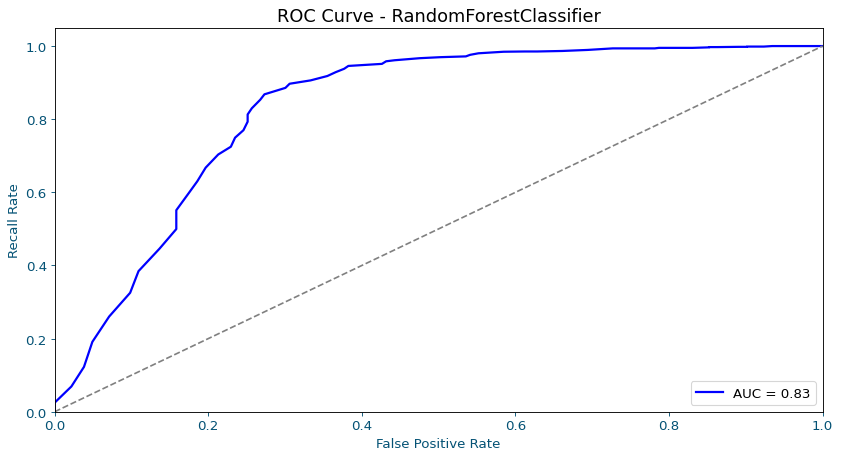 ROC Curve - RandomForestClassifier
1.0
0.8
0.6
0.4
0.2
0.0
Recall Rate
AUC = 0.83
0.0 0.2 0.4 0.6 0.8 1.0
False Positive Rate